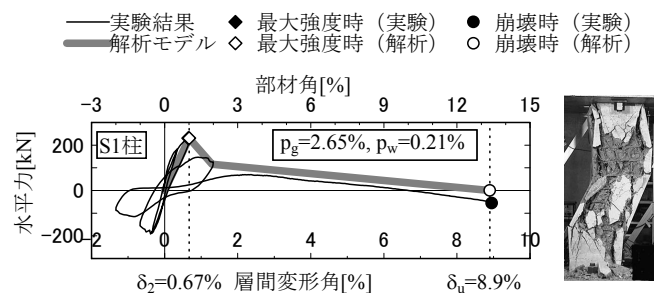 実験結果 ◆ 最大強度時（実験） ● 崩壊時（実験）
解析モデル ◇ 最大強度時（解析） ○ 崩壊時（解析）
部材角[%]
-3 0 3 6 9 12 15
水平力[kN]
200
0
−200
S1柱
pg=2.65%, pw=0.21%
−2 0 2 4 6 8 10
δ2=0.67% 層間変形角[%] δu=8.9%